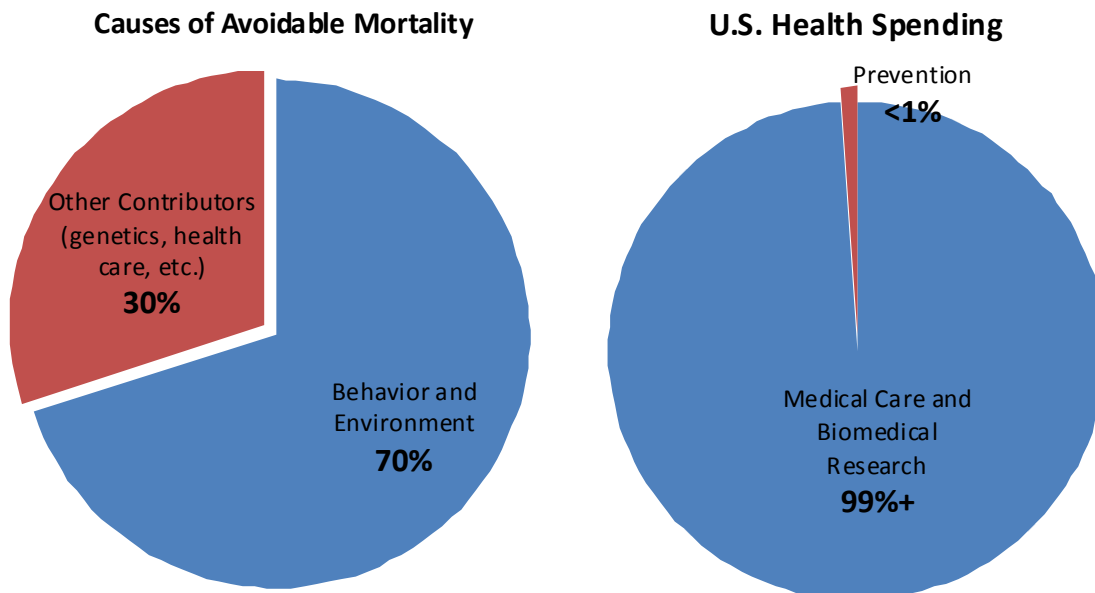 Causes of Avoidable Mortality
Other Contributors
(genetics, health
care, etc.)
30%
Behavior and
Environment
70%
U.S. Health Spending
Prevention
<1%
Medical Care and
Biomedical
Research
99%+